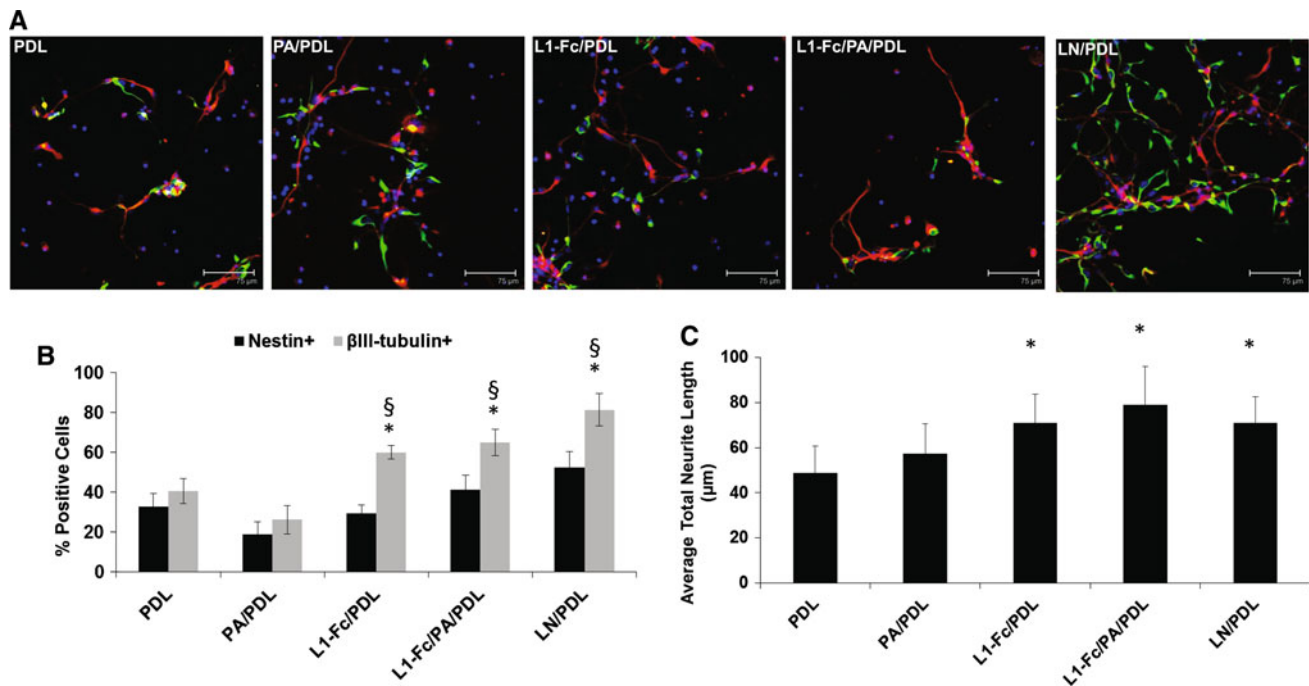 A
PDL
PA/PDL
L1-Fc/PDL
L1-Fc/PA/PDL
LN/PDL
75 µm
75 µm
75 µm
75 µm
75 µm
B
Nestin+ βIII-tubulin+
% Positive Cells
100
80
60
40
20
0
§
*
§
*
§
*
PDL
PA/PDL
L1-Fc/PDL
L1-Fc/PA/PDL
LN/PDL
C
Average Total Neurite Length
(µm)
100
80
60
40
20
0
*
*
*
PDL
PA/PDL
L1-Fc/PDL
L1-Fc/PA/PDL
LN/PDL